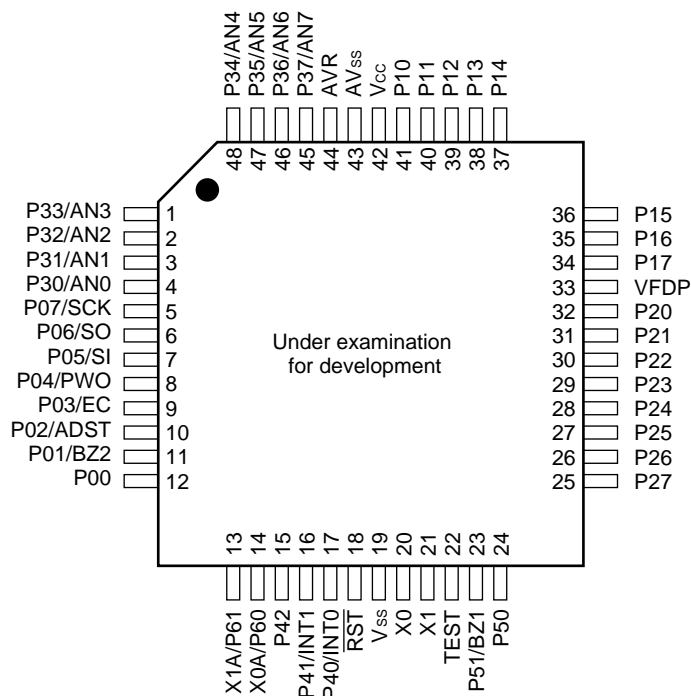 P34/AN4
P35/AN5
P36/AN6
P37/AN7
AVR
AVss
Vcc
P10
P11
P12
P13
P14
48
47
46
45
44
43
42
41
40
39
38
37
P33/AN3 1
P32/AN2 2
P31/AN1 3
P30/AN0 4
P07/SCK 5
P06/SO 6
P05/SI 7
P04/PWO 8
P03/EC 9
P02/ADST 10
P01/BZ2 11
P00 12
Under examination
for development
36 P15
35 P16
34 P17
33 VFDP
32 P20
31 P21
30 P22
29 P23
28 P24
27 P25
26 P26
25 P27
13
14
15
16
17
18
19
20
21
22
23
24
X1A/P61
X0A/P60
P42
P41/INT1
P40/INT0
RST
Vss
X0
X1
TEST
P51/BZ1
P50